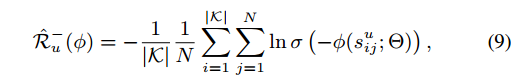 $$\hat{\mathcal{R}}_u^-(\phi) = -\frac{1}{|\mathcal{K}|} \frac{1}{N} \sum_{i=1}^{|\mathcal{K}|} \sum_{j=1}^{N} \ln \sigma \left( -\phi(s_{ij}^u; \Theta) \right), \quad (9)$$